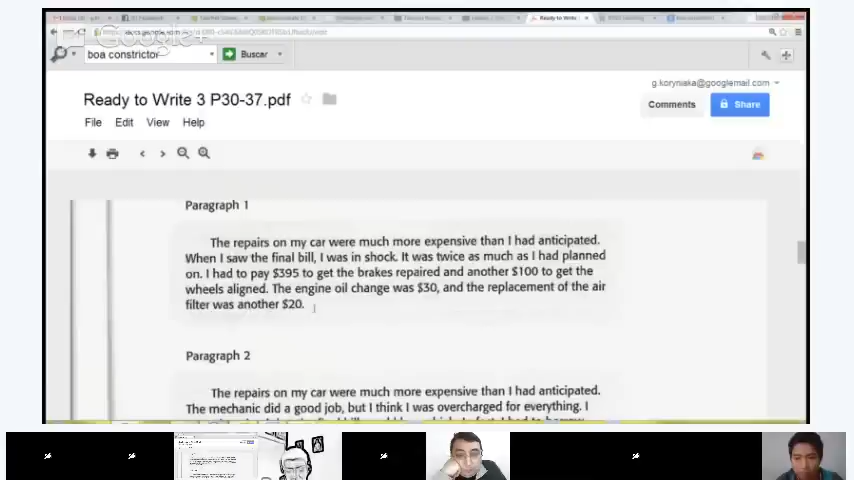 Ready to Write
Google+
boa constrictor
Buscar
g.koryniaka@googlemail.com
Ready to Write 3 P30-37.pdf
Comments
Share
File Edit View Help
Paragraph 1
The repairs on my car were much more expensive than I had anticipated.
When I saw the final bill, I was in shock. It was twice as much as I had planned
on. I had to pay $395 to get the brakes repaired and another $100 to get the
wheels aligned. The engine oil change was $30, and the replacement of the air
filter was another $20.
Paragraph 2
The repairs on my car were much more expensive than I had anticipated.
The mechanic did a good job, but I think I was overcharged for everything. I